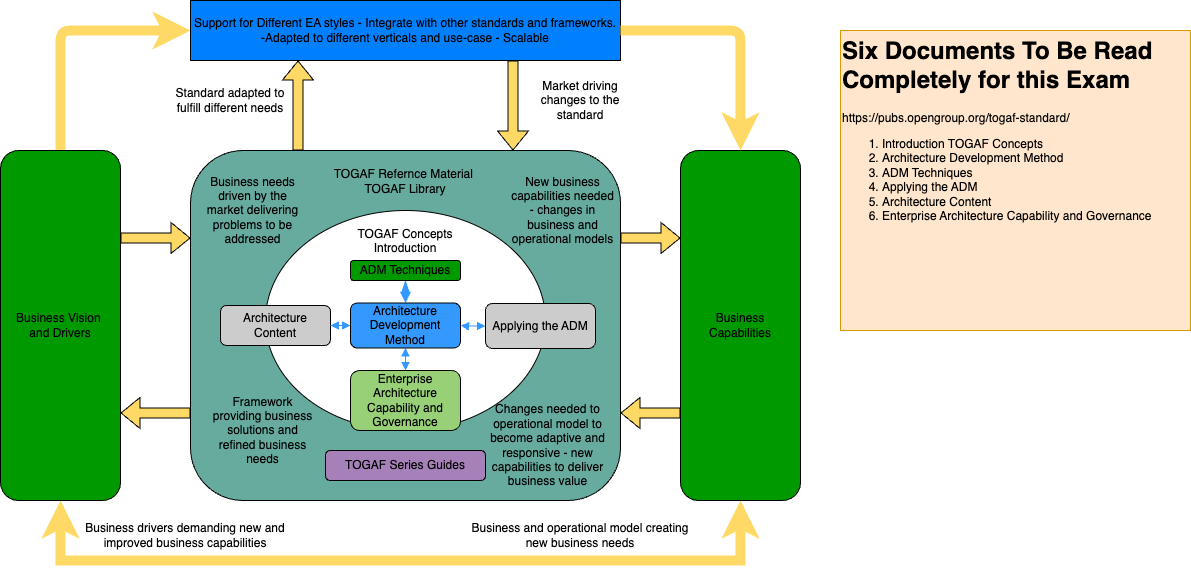 Support for Different EA styles - Integrate with other standards and frameworks.
-Adapted to different verticals and use-case - Scalable
Standard adapted to
fulfill different needs
Market driving
changes to the
standard
Business needs
driven by the
market delivering
problems to be
addressed
TOGAF Refernce Material
TOGAF Library
New business
capabilities needed
- changes in
business and
operational models
TOGAF Concepts
Introduction
ADM Techniques
Business Vision
and Drivers
Architecture
Content
Architecture
Development
Method
Applying the ADM
Business
Capabilities
Enterprise
Architecture
Capability and
Governance
Framework
providing business
solutions and
refined business
needs
Changes needed to
operational model to
become adaptive and
responsive - new
capabilities to deliver
business value
TOGAF Series Guides
Business drivers demanding new and
improved business capabilities
Business and operational model creating
new business needs
Six Documents To Be Read
Completely for this Exam
https://pubs.opengroup.org/togaf-standard/
1. Introduction TOGAF Concepts
2. Architecture Development Method
3. ADM Techniques
4. Applying the ADM
5. Architecture Content
6. Enterprise Architecture Capability and Governance